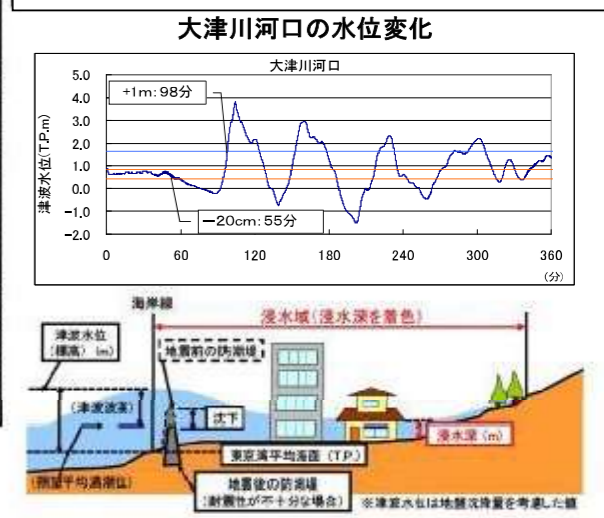 大津川河口の水位変化
大津川河口
津波水位(T.P.m)
5.0
4.0
3.0
2.0
1.0
0.0
-1.0
-2.0
+1m:98分
−20cm:55分
0
60
120
180
240
300
360
(分)
海岸線
浸水域(浸水深を着色)
津波水位
(標高)(m)
地震前の防潮堤
(津波波高)
沈下
浸水深(m)
東京湾平均海面(T.P.)
(朔望平均満潮位)
地震後の防潮堤
(耐震性が不十分な場合)
※津波水位は地盤沈降量を考慮した値